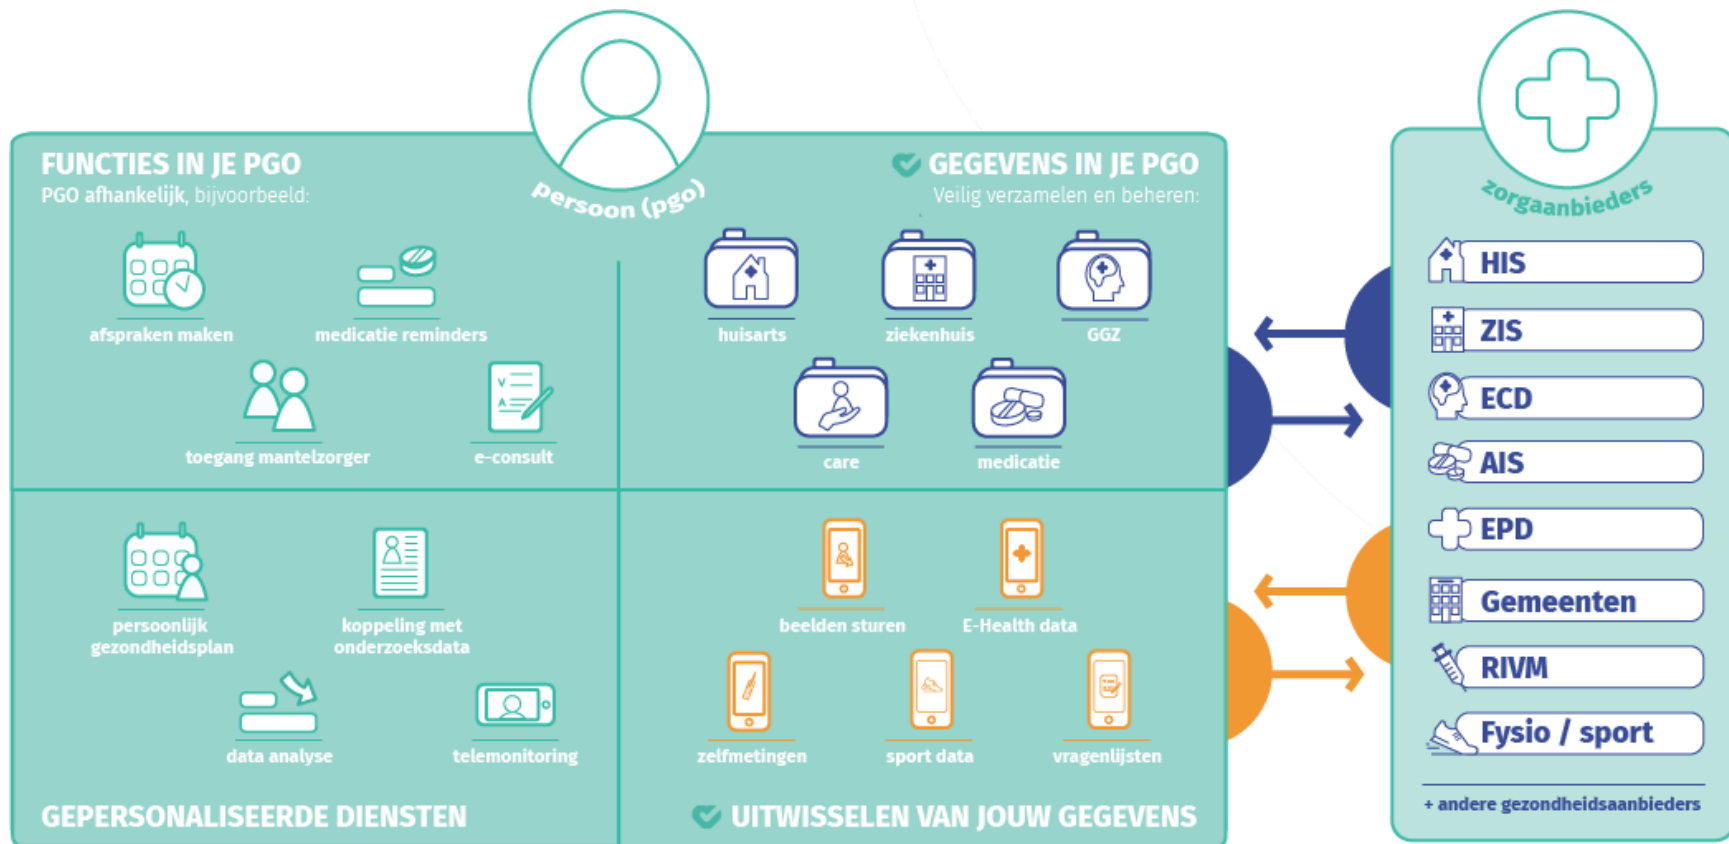 persoon (pgo)
FUNCTIES IN JE PGO
PGO afhankelijk, bijvoorbeeld:
afspraken maken
medicatie reminders
toegang mantelzorger
e-consult
GEGEVENS IN JE PGO
Veilig verzamelen en beheren:
huisarts
ziekenhuis
GGZ
care
medicatie
persoonlijk
gezondheidsplan
koppeling met
onderzoeksdata
data analyse
telemonitoring
GEPERSONALISEERDE DIENSTEN
beelden sturen
E-Health data
zelfmetingen
sport data
vragenlijsten
UITWISSELEN VAN JOUW GEGEVENS
zorgaanbieders
HIS
ZIS
ECD
AIS
EPD
Gemeenten
RIVM
Fysio / sport
+ andere gezondheidsaanbieders